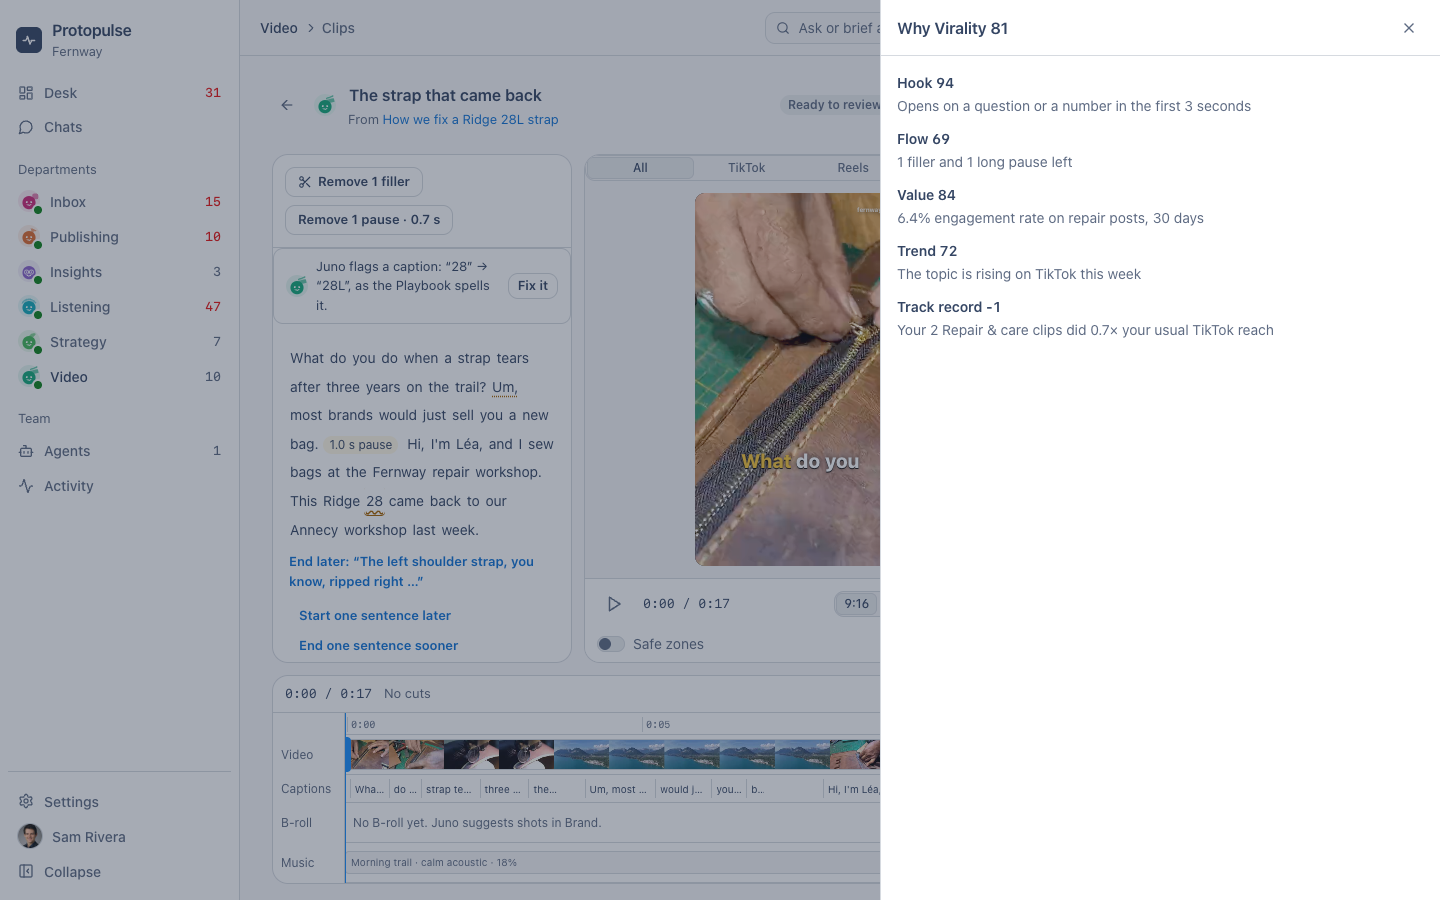 Protopulse
Fernway
Desk 31
Chats
Departments
Inbox 15
Publishing 10
Insights 3
Listening 47
Strategy 7
Video 10
Team
Agents 1
Activity
Settings
Sam Rivera
Collapse
Video > Clips
Ask or brief a
The strap that came back
From How we fix a Ridge 28L strap
Ready to review
Remove 1 filler
Remove 1 pause · 0.7 s
Juno flags a caption: “28” →
“28L”, as the Playbook spells
it.
Fix it
What do you do when a strap tears
after three years on the trail? Um,
most brands would just sell you a new
bag. 1.0 s pause Hi, I'm Léa, and I sew
bags at the Fernway repair workshop.
This Ridge 28 came back to our
Annecy workshop last week.
End later: “The left shoulder strap, you
know, ripped right ...”
Start one sentence later
End one sentence sooner
All TikTok Reels
What do you
0:00 / 0:17 9:16
Safe zones
0:00 / 0:17 No cuts
0:00 0:05
Video
Captions Wha... do ... strap te... three ... the... Um, most ... would j... you... b... Hi, I'm Léa,
B-roll No B-roll yet. Juno suggests shots in Brand.
Music Morning trail · calm acoustic · 18%
Why Virality 81
Hook 94
Opens on a question or a number in the first 3 seconds
Flow 69
1 filler and 1 long pause left
Value 84
6.4% engagement rate on repair posts, 30 days
Trend 72
The topic is rising on TikTok this week
Track record -1
Your 2 Repair & care clips did 0.7× your usual TikTok reach